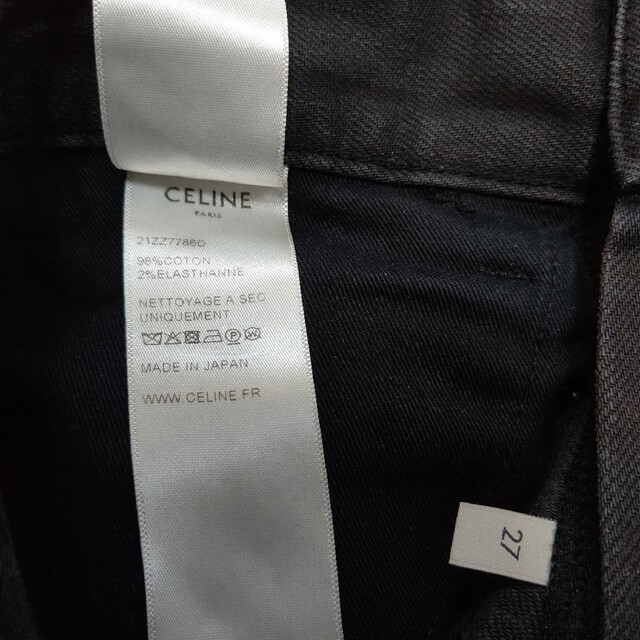 CELINE
PARIS
21ZZ7786D
98%COTON
2%ELASTHANNE
NETTOYAGE A SEC
UNIQUEMENT
MADE IN JAPAN
WWW.CELINE.FR
27